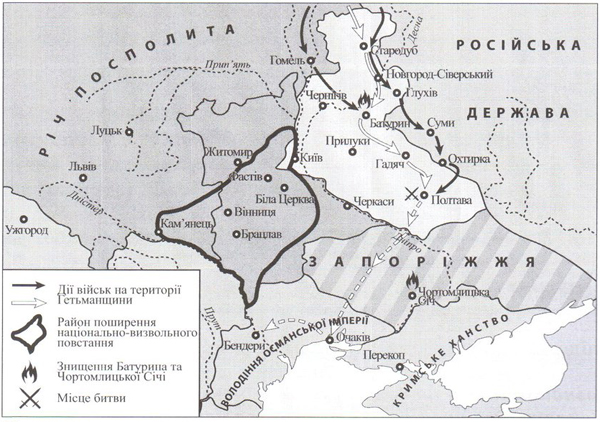 РІЧ ПОСПОЛИТА
РОСІЙСЬКА
ДЕРЖАВА
Десна
Стародуб
Гомель
Новгород-Сіверський
Прип'ять
Чернігів
Глухів
Батурин
Суми
Луцьк
Прилуки
Гадяч
Охтирка
Житомир
Київ
Львів
Фастів
Біла Церква
Полтава
Дністер
Черкаси
Вінниця
Кам'янець
Брацлав
Ужгород
Дніпро
ЗАПОРІЖЖЯ
Чортомлицька
Січ
Прут
Бендери
ВОЛОДІННЯ ОСМАНСЬКОЇ ІМПЕРІЇ
Очаків
Перекоп
КРИМСЬКЕ ХАНСТВО
Дії військ на території
Гетьманщини
Район поширення
національно-визвольного
повстання
Знищення Батурипа та
Чортомлицької Січі
Місце битви